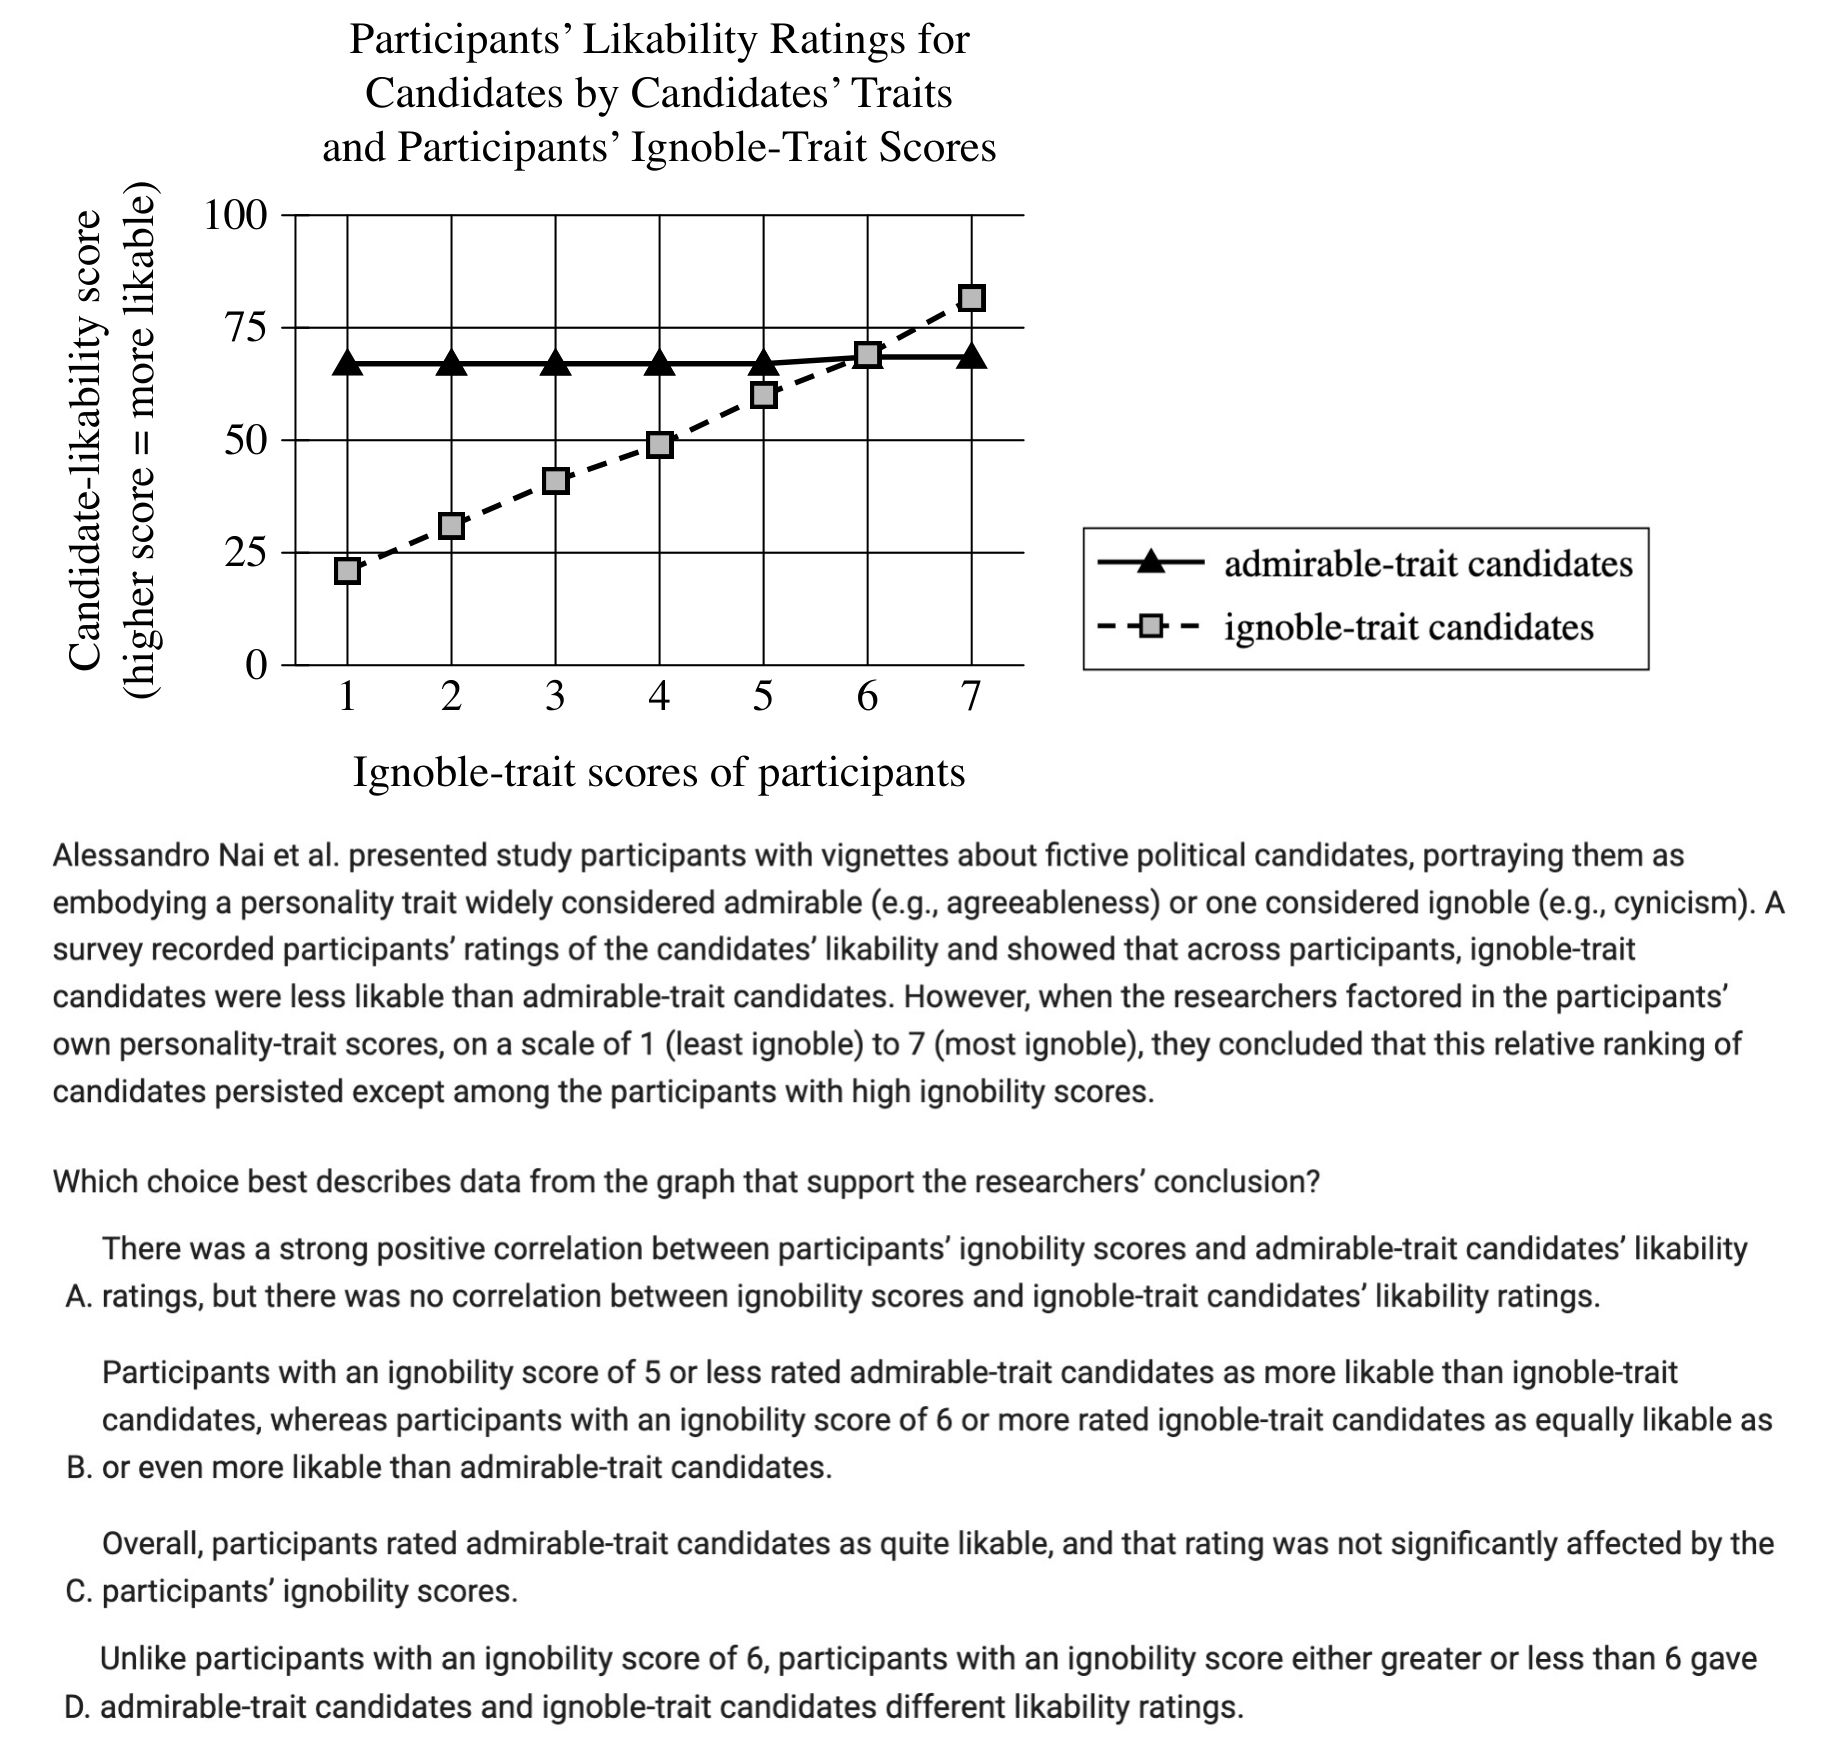 Participants’ Likability Ratings for
Candidates by Candidates’ Traits
and Participants’ Ignoble-Trait Scores
Candidate-likability score
(higher score = more likable)
100
75
50
25
0
1 2 3 4 5 6 7
Ignoble-trait scores of participants
admirable-trait candidates
ignoble-trait candidates
Alessandro Nai et al. presented study participants with vignettes about fictive political candidates, portraying them as
embodying a personality trait widely considered admirable (e.g., agreeableness) or one considered ignoble (e.g., cynicism). A
survey recorded participants’ ratings of the candidates’ likability and showed that across participants, ignoble-trait
candidates were less likable than admirable-trait candidates. However, when the researchers factored in the participants’
own personality-trait scores, on a scale of 1 (least ignoble) to 7 (most ignoble), they concluded that this relative ranking of
candidates persisted except among the participants with high ignobility scores.
Which choice best describes data from the graph that support the researchers’ conclusion?
There was a strong positive correlation between participants’ ignobility scores and admirable-trait candidates’ likability
A. ratings, but there was no correlation between ignobility scores and ignoble-trait candidates’ likability ratings.
Participants with an ignobility score of 5 or less rated admirable-trait candidates as more likable than ignoble-trait
candidates, whereas participants with an ignobility score of 6 or more rated ignoble-trait candidates as equally likable as
B. or even more likable than admirable-trait candidates.
Overall, participants rated admirable-trait candidates as quite likable, and that rating was not significantly affected by the
C. participants’ ignobility scores.
Unlike participants with an ignobility score of 6, participants with an ignobility score either greater or less than 6 gave
D. admirable-trait candidates and ignoble-trait candidates different likability ratings.